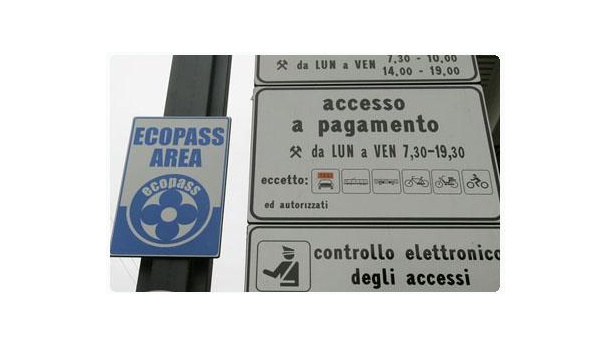 ECOPASS
AREA
ecopass
7,30 - 10,00
da LUN a VEN
14,00 - 19,00
accesso
a pagamento
da LUN a VEN 7,30-19,30
eccetto:
ed autorizzati
controllo elettronico
degli accessi